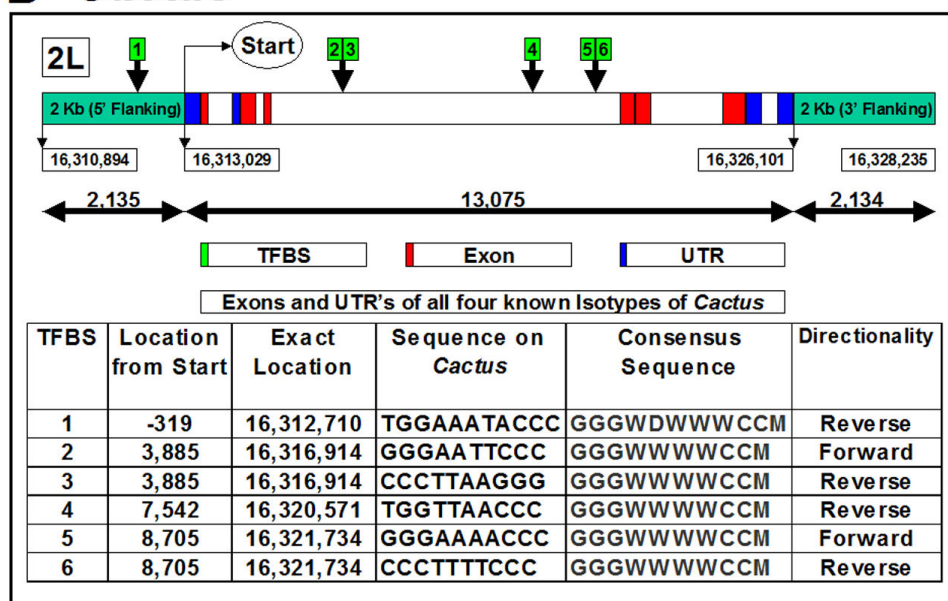 2L
1
Start
2 3
4
5 6
2 Kb (5' Flanking)
2 Kb (3' Flanking)
16,310,894
16,313,029
16,326,101
16,328,235
2,135
13,075
2,134
TFBS
Exon
UTR
Exons and UTR's of all four known Isotypes of Cactus
TFBS Location from Start Exact Location Sequence on Cactus Consensus Sequence Directionality
1 -319 16,312,710 TGGAAATACCC GGGWDWWWCCM Reverse
2 3,885 16,316,914 GGGAATTCCC GGGWWWWCCM Forward
3 3,885 16,316,914 CCCTTAAGGG GGGWWWWCCM Reverse
4 7,542 16,320,571 TGGTTAACCC GGGWWWWCCM Reverse
5 8,705 16,321,734 GGGAAAACCC GGGWWWWCCM Forward
6 8,705 16,321,734 CCCTTTTCCC GGGWWWWCCM Reverse